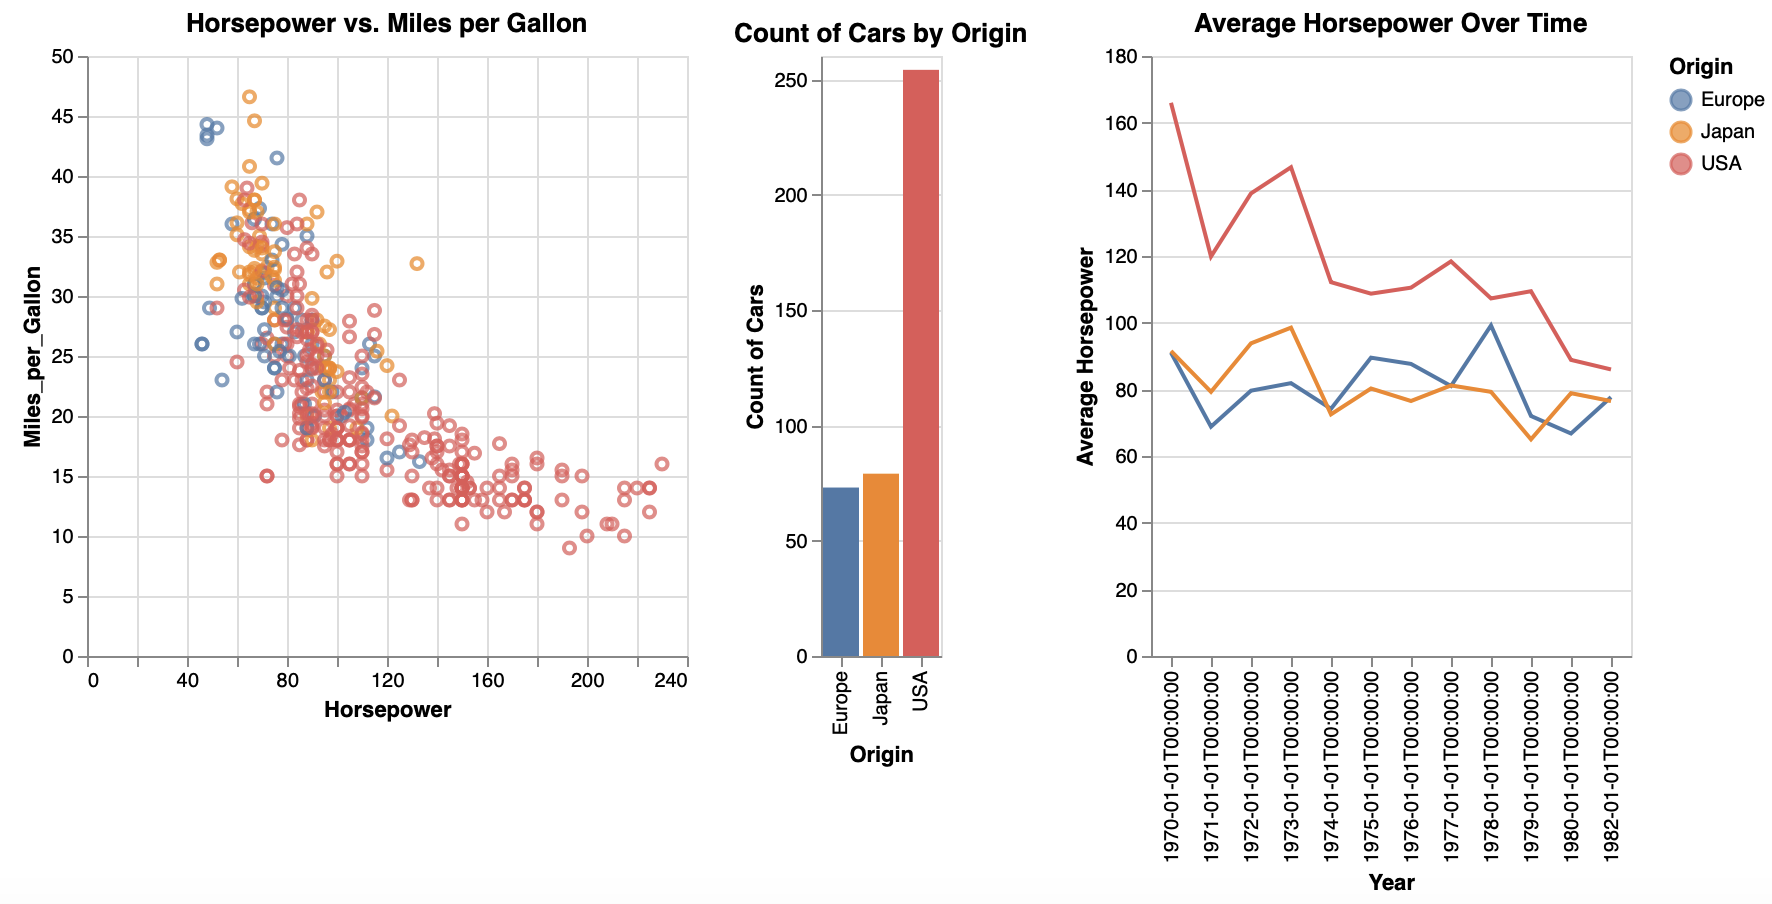 Horsepower vs. Miles per Gallon
50
45
40
35
30
25
20
15
10
5
0
Miles_per_Gallon
0 40 80 120 160 200 240
Horsepower
Count of Cars by Origin
250
200
150
100
50
0
Count of Cars
Europe
Japan
USA
Origin
Average Horsepower Over Time
180
160
140
120
100
80
60
40
20
0
Average Horsepower
1970-01-01T00:00:00
1971-01-01T00:00:00
1972-01-01T00:00:00
1973-01-01T00:00:00
1974-01-01T00:00:00
1975-01-01T00:00:00
1976-01-01T00:00:00
1977-01-01T00:00:00
1978-01-01T00:00:00
1979-01-01T00:00:00
1980-01-01T00:00:00
1982-01-01T00:00:00
Year
Origin
Europe
Japan
USA